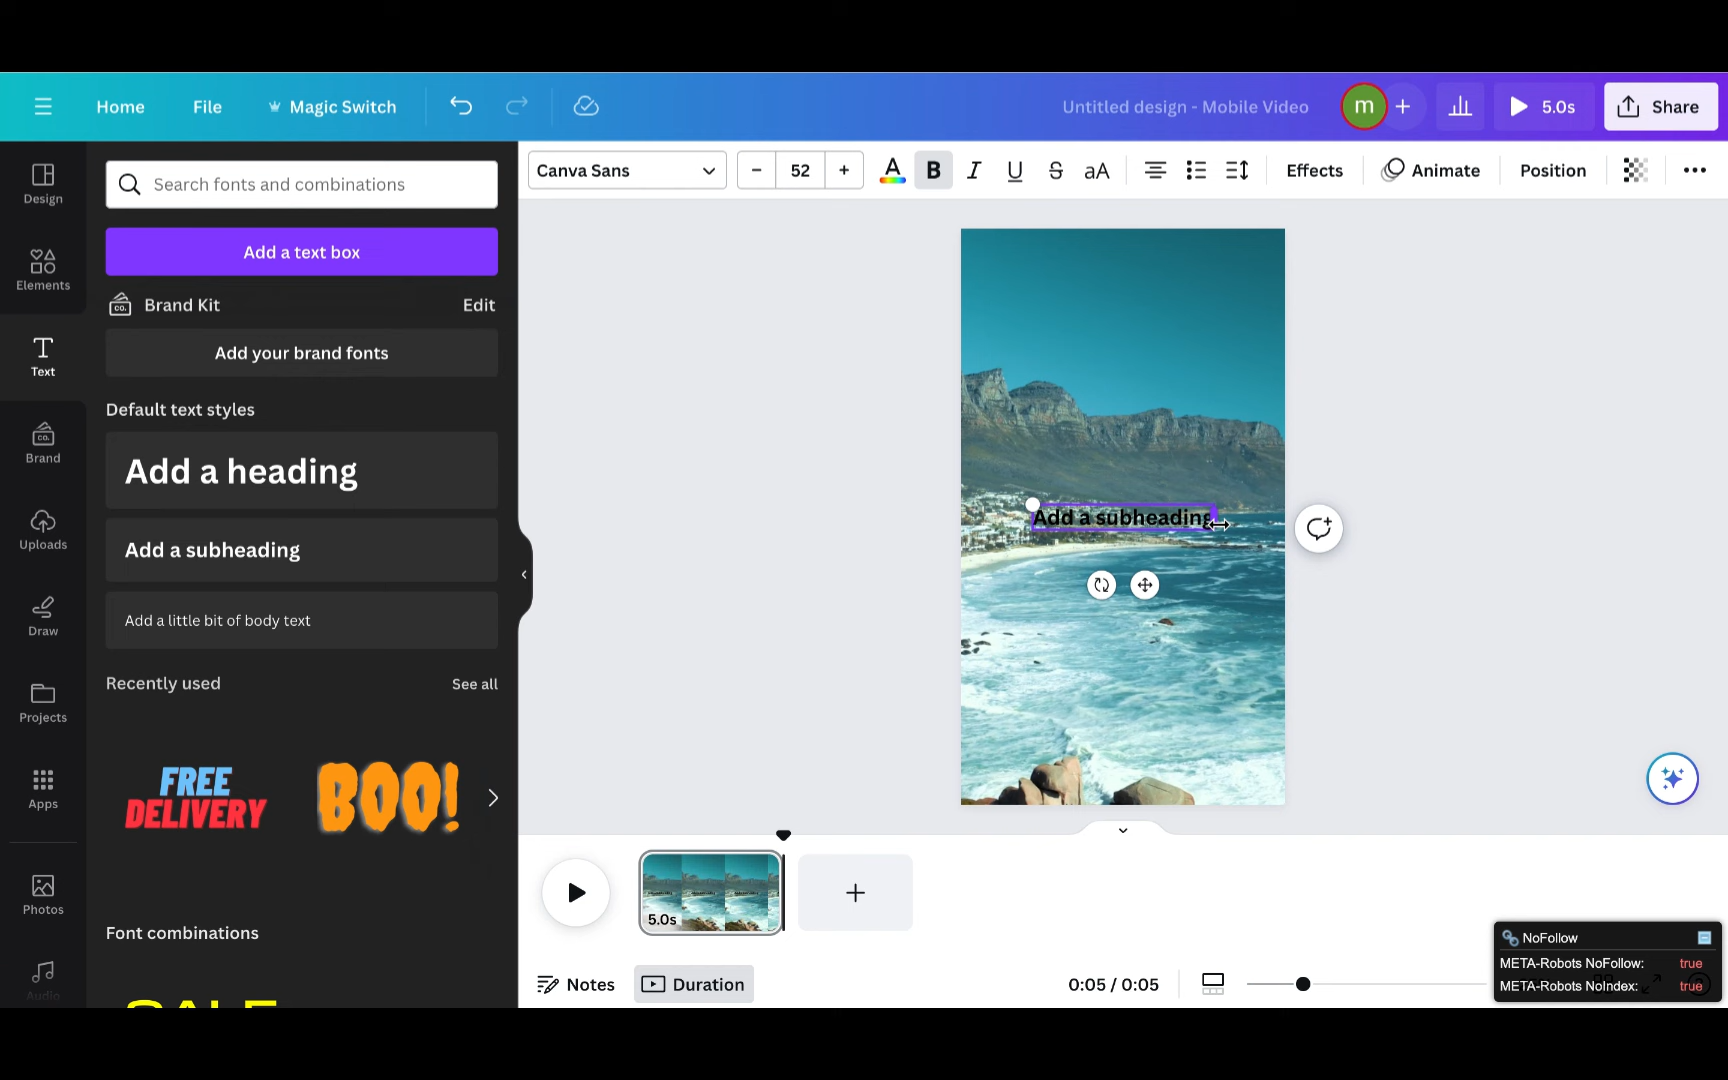 Home File Magic Switch Untitled design - Mobile Video m + 5.0s Share
Canva Sans - 52 + A B I U S aA Effects Animate Position
Design
Elements
Text
Brand
Uploads
Draw
Projects
Apps
Photos
Audio
Search fonts and combinations
Add a text box
co. Brand Kit Edit
Add your brand fonts
Default text styles
Add a heading
Add a subheading
Add a little bit of body text
Recently used See all
FREE
DELIVERY
BOO!
Font combinations
SALE
Add a subheading
5.0s
Notes Duration 0:05 / 0:05
NoFollow
META-Robots NoFollow: true
META-Robots NoIndex: true